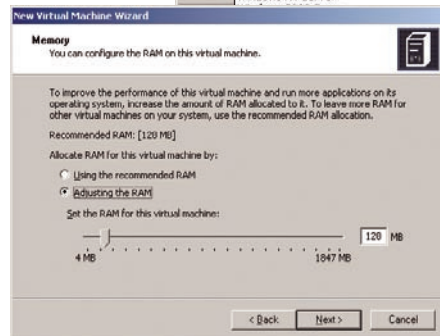 New Virtual Machine Wizard
Memory
You can configure the RAM on this virtual machine.
To improve the performance of this virtual machine and run more applications on its
operating system, increase the amount of RAM allocated to it. To leave more RAM for
other virtual machines on your system, use the recommended RAM allocation.
Recommended RAM: [128 MB]
Allocate RAM for this virtual machine by:
Using the recommended RAM
Adjusting the RAM
Set the RAM for this virtual machine:
120 MB
4 MB 1847 MB
< Back Next > Cancel